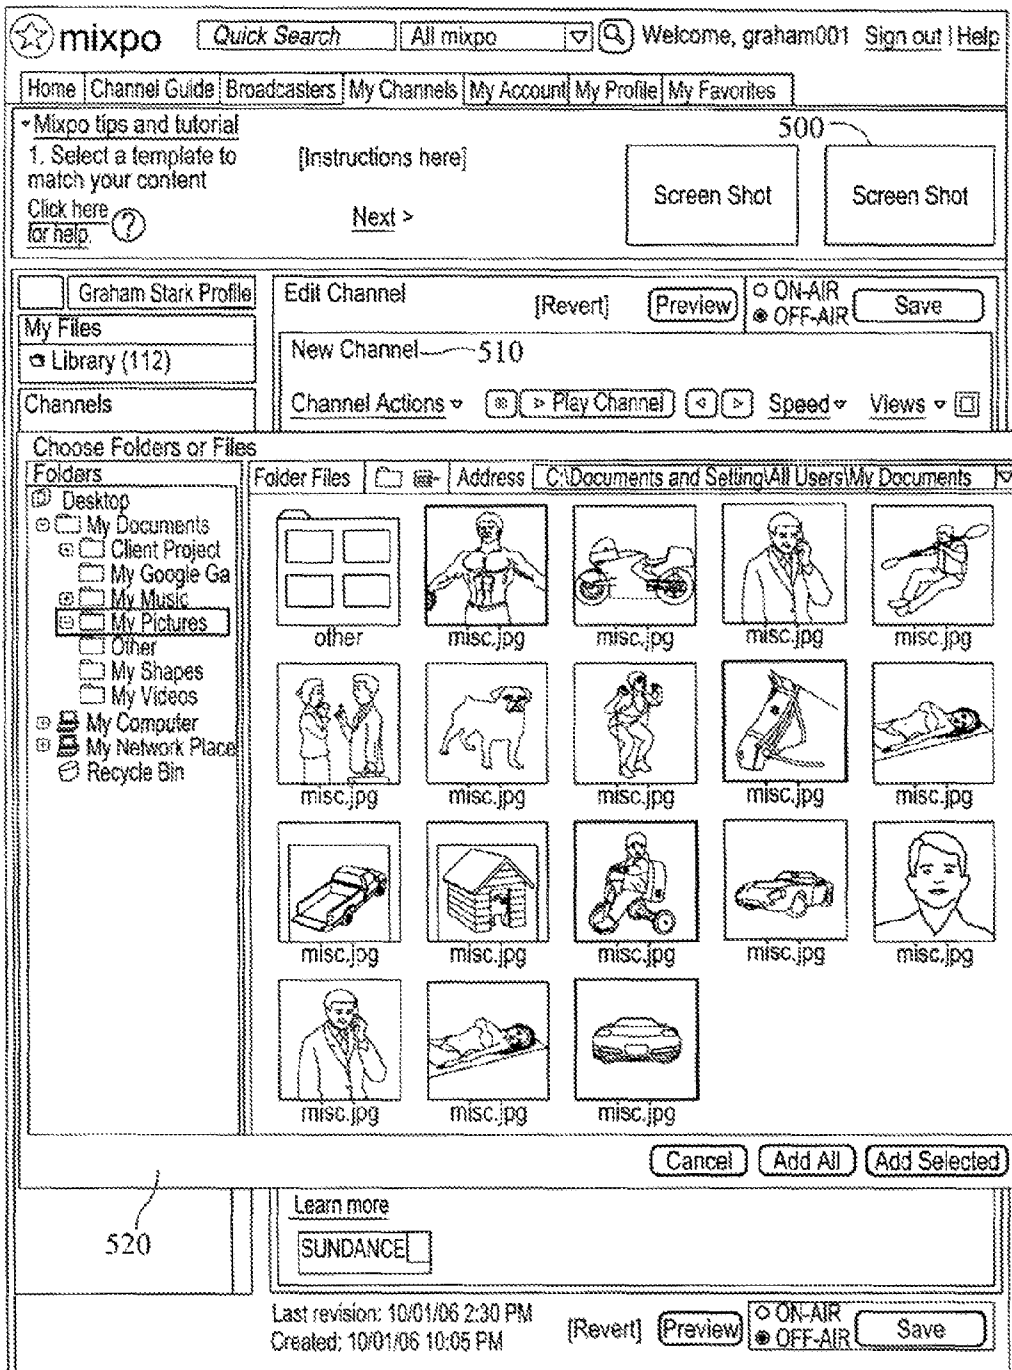 mixpo Quick Search All mixpo Welcome, graham001 Sign out | Help
Home Channel Guide Broadcasters My Channels My Account My Profile My Favorites
Mixpo tips and tutorial
500
1. Select a template to
match your content
[Instructions here]
Screen Shot Screen Shot
Click here
for help.
?
Next >
Graham Stark Profile
Edit Channel [Revert] Preview ON-AIR
OFF-AIR Save
My Files
Library (112)
New Channel 510
Channels
Channel Actions Play Channel Speed Views
Choose Folders or Files
Folders
Folder Files Address C:\Documents and Setting\All Users\My Documents
Desktop
My Documents
Client Project
My Google Ga
My Music
My Pictures
Other
My Shapes
My Videos
My Computer
My Network Place
Recycle Bin
other misc.jpg misc.jpg misc.jpg misc.jpg
misc.jpg misc.jpg misc.jpg misc.jpg misc.jpg
misc.jpg misc.jpg misc.jpg misc.jpg misc.jpg
misc.jpg misc.jpg misc.jpg
Cancel Add All Add Selected
520
Learn more
SUNDANCE
Last revision: 10/01/06 2:30 PM
Created: 10/01/06 10:05 PM
[Revert] Preview ON-AIR
OFF-AIR Save